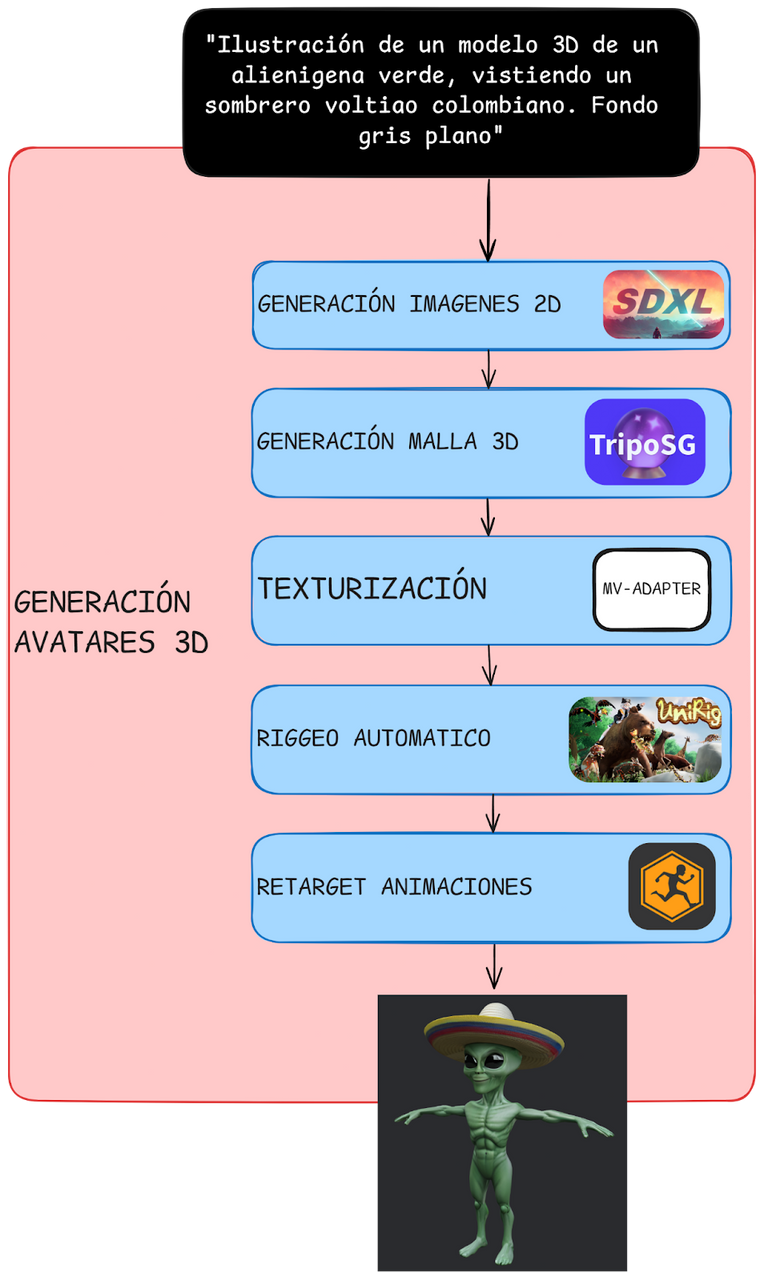 "Ilustración de un modelo 3D de un
alienigena verde, vistiendo un
sombrero voltiao colombiano. Fondo
gris plano"
GENERACIÓN IMAGENES 2D
SDXL
GENERACIÓN MALLA 3D
TripoSG
TEXTURIZACIÓN
MV-ADAPTER
GENERACIÓN
AVATARES 3D
RIGGEO AUTOMATICO
UniRig
RETARGET ANIMACIONES